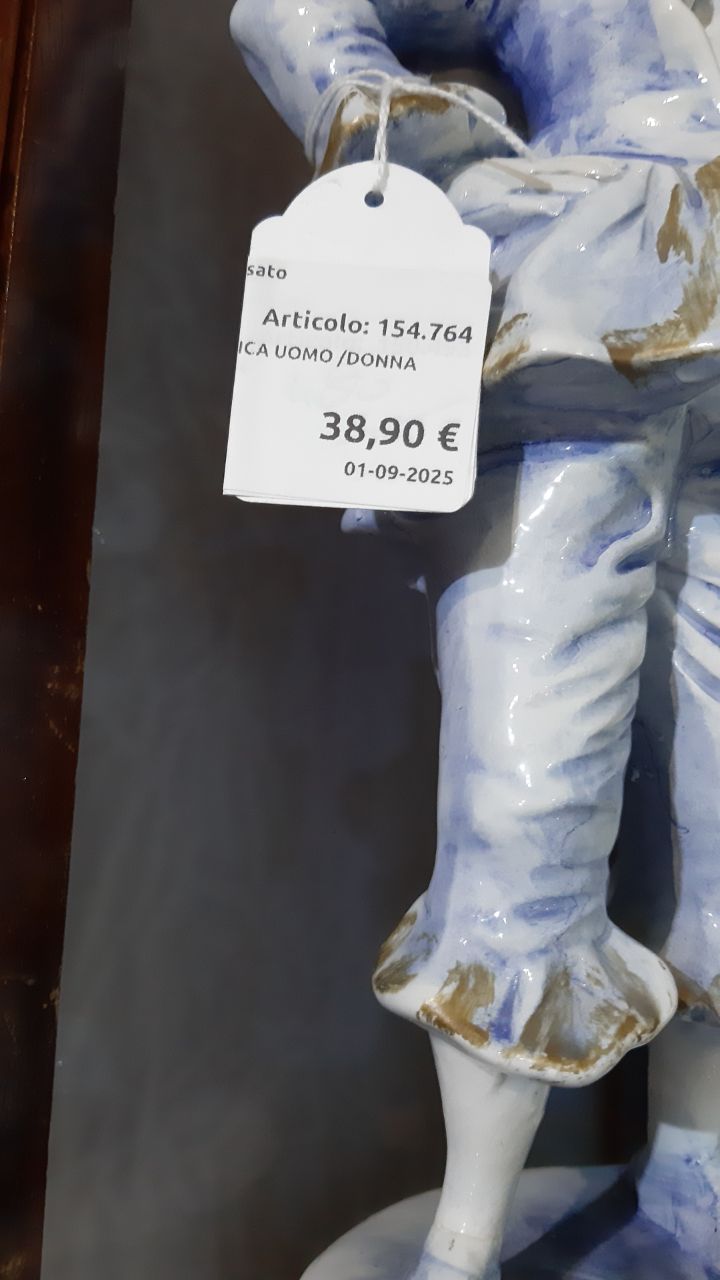 sato
Articolo: 154.764
ICA UOMO /DONNA
38,90 €
01-09-2025